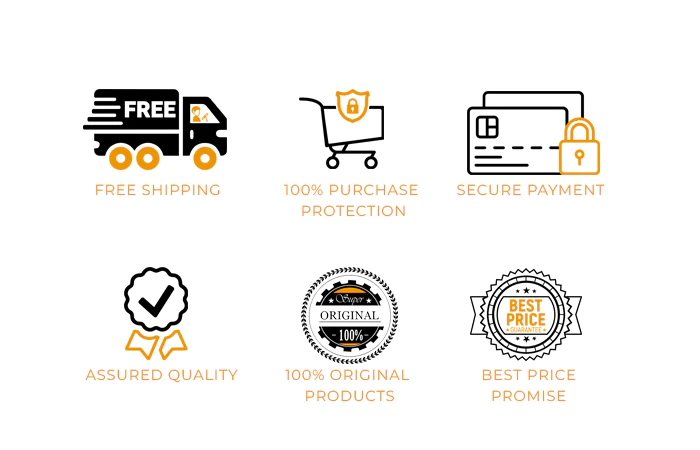 FREE
FREE SHIPPING
100% PURCHASE
PROTECTION
SECURE PAYMENT
ASSURED QUALITY
Super
ORIGINAL
100%
100% ORIGINAL
PRODUCTS
BEST
PRICE
GUARANTEE
BEST PRICE
PROMISE